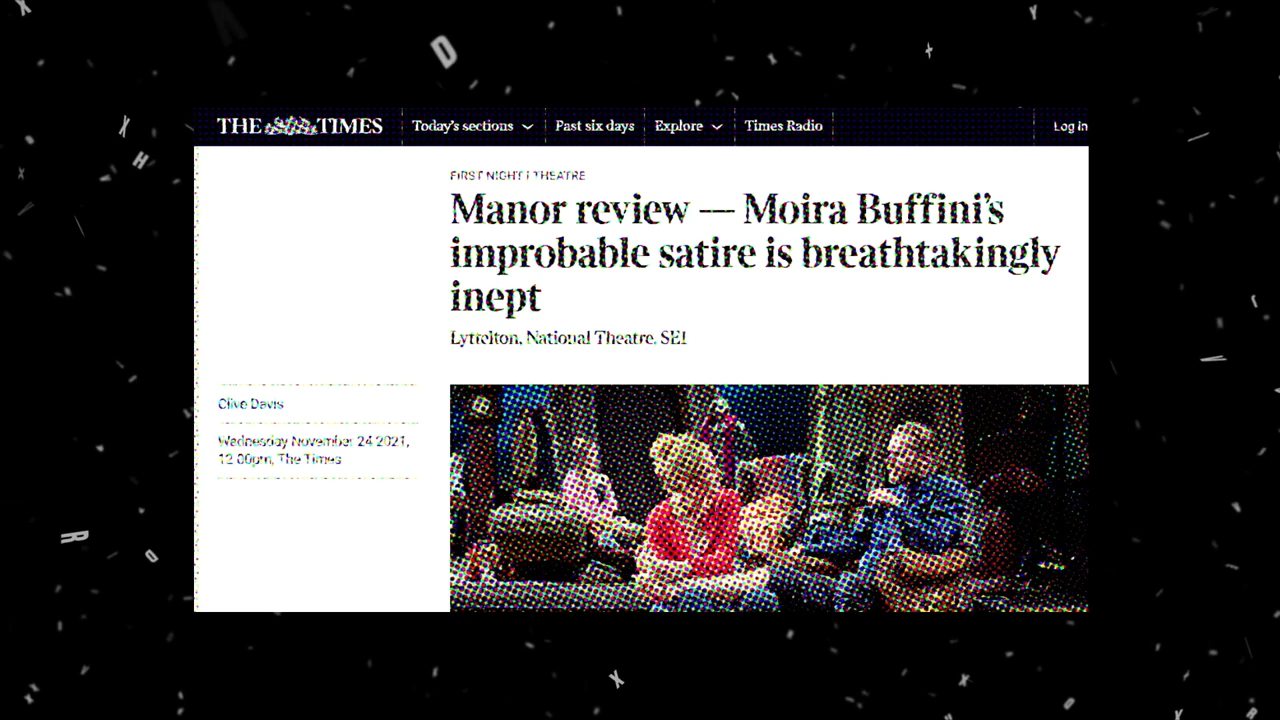 THE TIMES
Today's sections
Past six days
Explore
Times Radio
Log in
FIRST NIGHT | THEATRE
Manor review — Moira Buffini's
improbable satire is breathtakingly
inept
Lyttelton, National Theatre, SE1
Clive Davis
Wednesday November 24 2021,
12.00pm, The Times